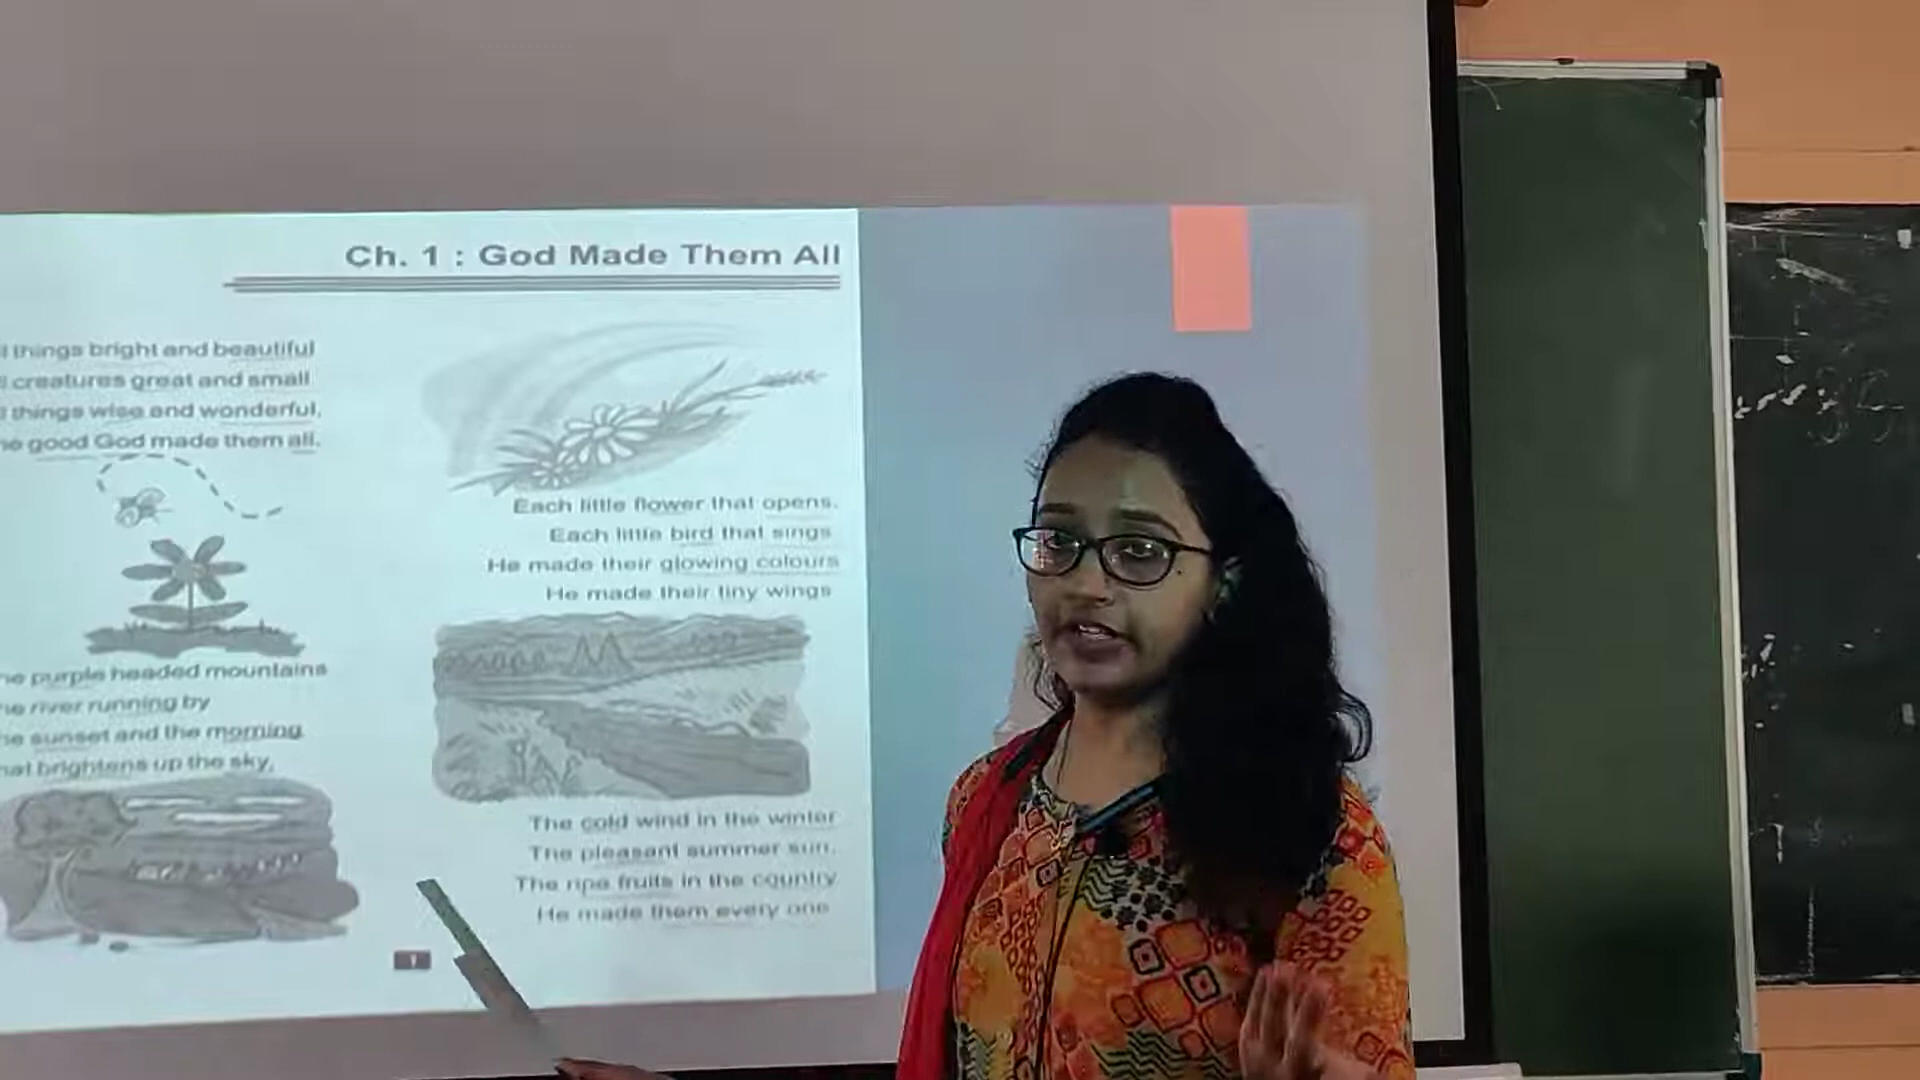 Ch. 1 : God Made Them All
things bright and beautiful
creatures great and small
things wise and wonderful,
good God made them all.
purple headed mountains
river running by
sunset and the morning
brightens up the sky,
Each little flower that opens.
Each little bird that sings
He made their glowing colours
He made their tiny wings
The cold wind in the winter
The pleasant summer sun.
The ripe fruits in the country
He made them every one
1